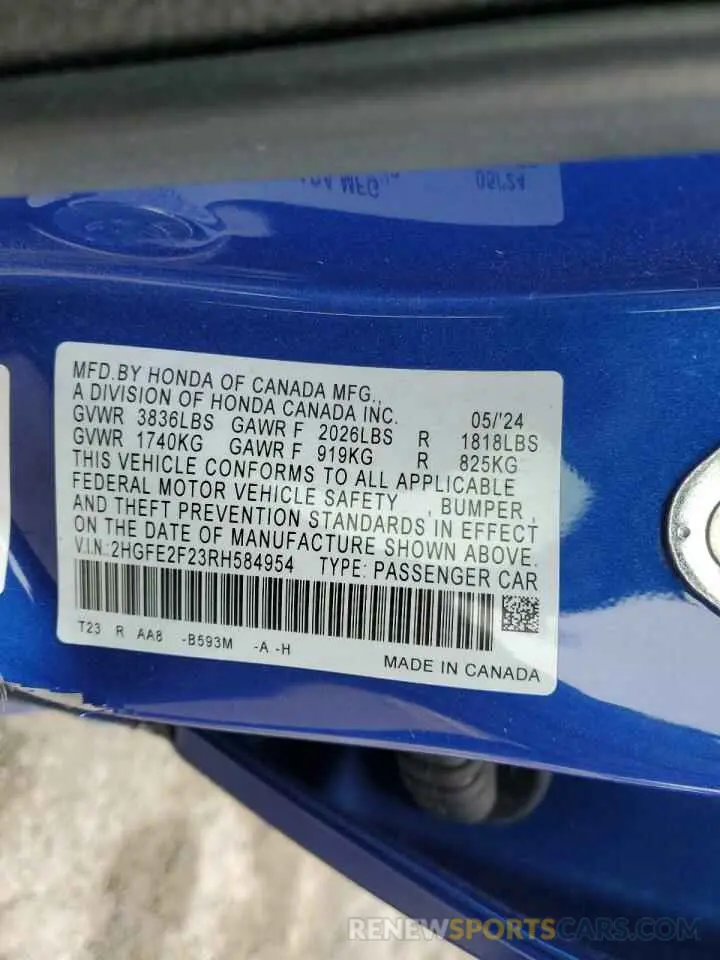 MFD.BY HONDA OF CANADA MFG.,
A DIVISION OF HONDA CANADA INC. 05/'24
GVWR 3836LBS GAWR F 2026LBS R 1818LBS
GVWR 1740KG GAWR F 919KG R 825KG
THIS VEHICLE CONFORMS TO ALL APPLICABLE
FEDERAL MOTOR VEHICLE SAFETY , BUMPER ,
AND THEFT PREVENTION STANDARDS IN EFFECT
ON THE DATE OF MANUFACTURE SHOWN ABOVE.
V.I.N:2HGFE2F23RH584954 TYPE: PASSENGER CAR
T23 R AA8 -B593M -A -H
MADE IN CANADA
RENEWSPORTSCARS.COM